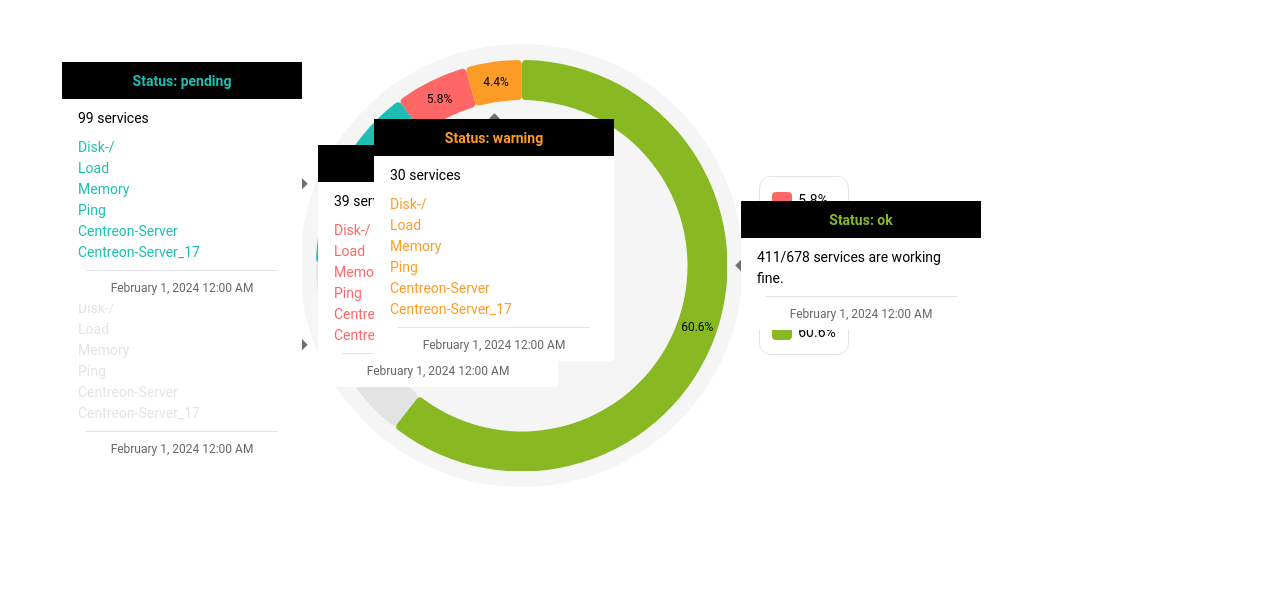 Status: pending
99 services
Disk-/
Load
Memory
Ping
Centreon-Server
Centreon-Server_17
February 1, 2024 12:00 AM
Disk-/
Load
Memory
Ping
Centreon-Server
Centreon-Server_17
February 1, 2024 12:00 AM
5.8%
4.4%
39 ser
Disk-/
Load
Memo
Ping
Centre
Centre
February 1, 2024 12:00 AM
Status: warning
30 services
Disk-/
Load
Memory
Ping
Centreon-Server
Centreon-Server_17
February 1, 2024 12:00 AM
60.6%
5.8%
Status: ok
411/678 services are working
fine.
February 1, 2024 12:00 AM
60.6%